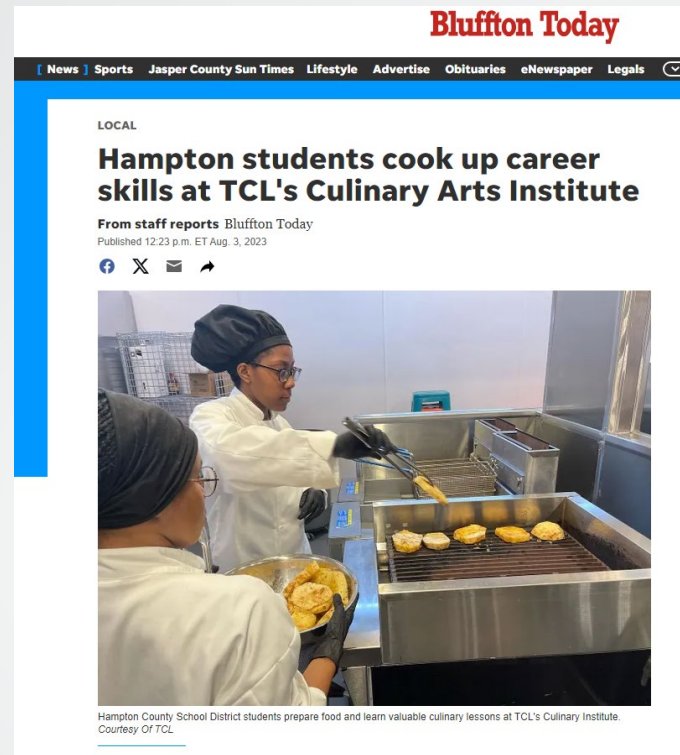 Bluffton Today
[ News ] Sports Jasper County Sun Times Lifestyle Advertise Obituaries eNewspaper Legals
LOCAL
Hampton students cook up career
skills at TCL's Culinary Arts Institute
From staff reports Bluffton Today
Published 12:23 p.m. ET Aug. 3, 2023
Hampton County School District students prepare food and learn valuable culinary lessons at TCL's Culinary Institute.
Courtesy Of TCL